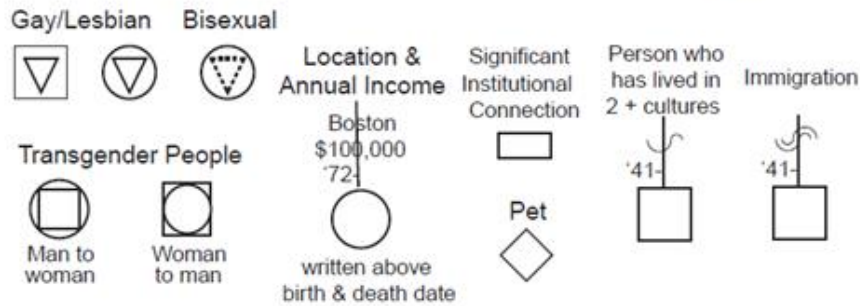 Gay/Lesbian
Bisexual
Location &
Annual Income
Boston
$100,000
'72-
written above
birth & death date
Significant
Institutional
Connection
Person who
has lived in
2 + cultures
'41-
Immigration
'41-
Transgender People
Man to
woman
Woman
to man
Pet